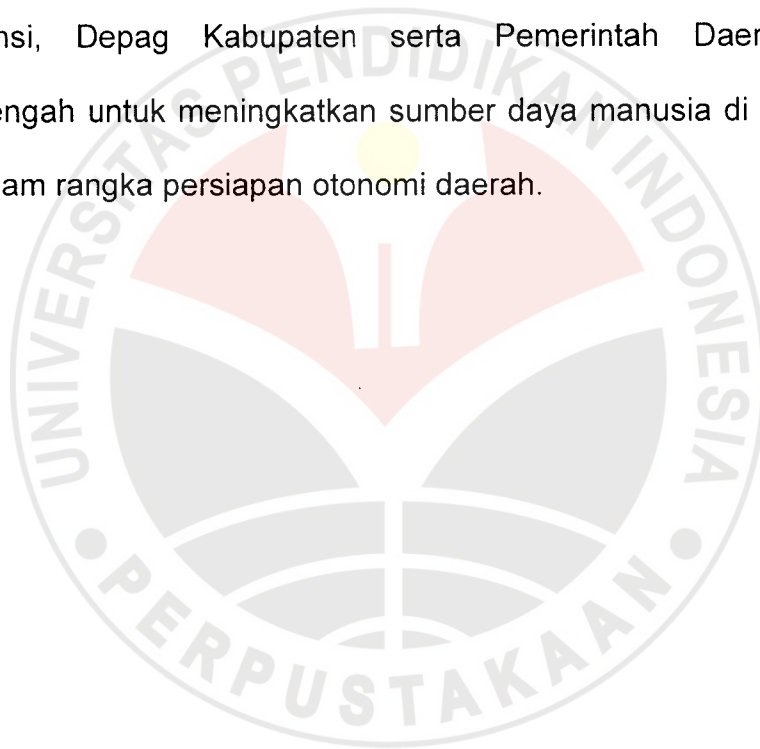 nsi, Depag Kabupaten serta Pemerintah Daer
engah untuk meningkatkan sumber daya manusia di
am rangka persiapan otonomi daerah.
UNIVERSITAS PENDIDIKAN INDONESIA
PERPUSTAKAAN